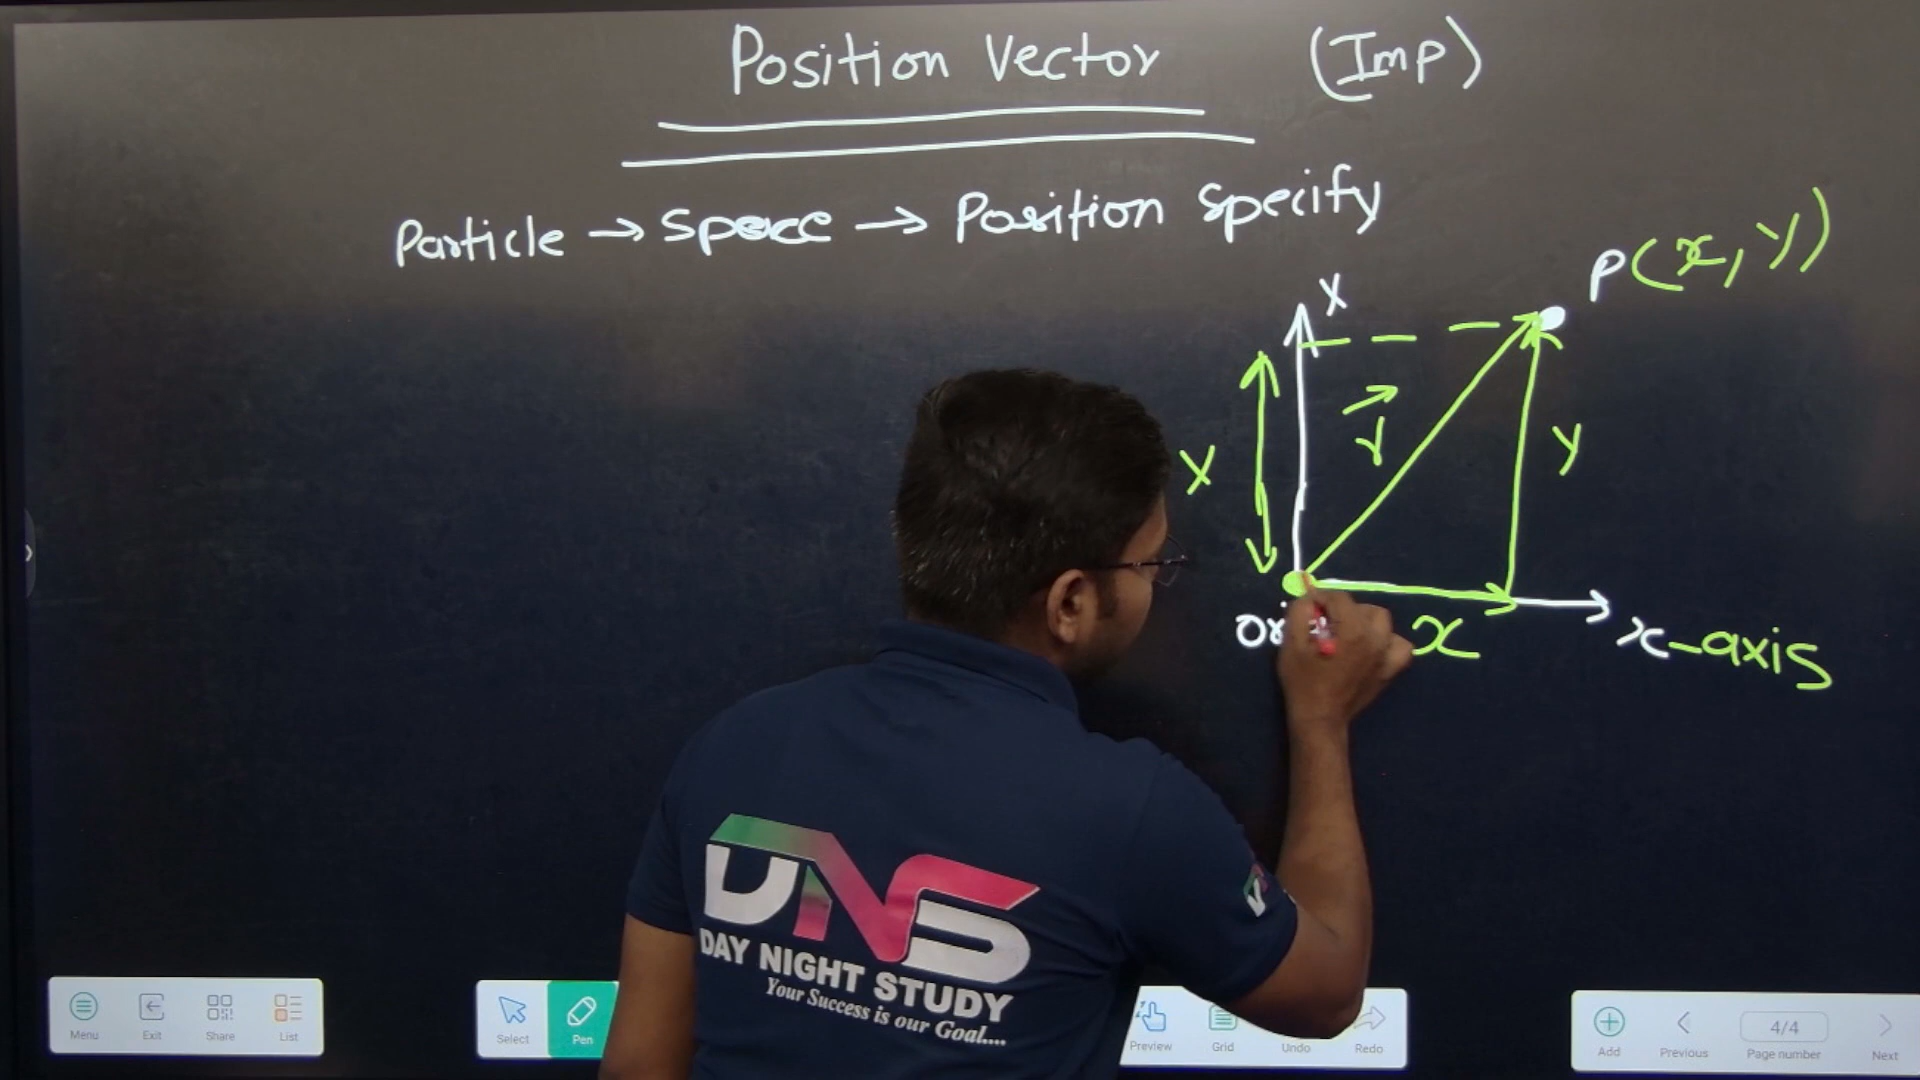 Position Vector (Imp)
Particle → Space → Position Specify
P(x, y)
y
r
y
y
x
x-axis
DNS
DAY NIGHT STUDY
Your Success is our Goal....
Menu
Exit
Share
List
Select
Pen
Preview
Grid
Undo
Redo
Add
Previous
4/4
Page number
Next